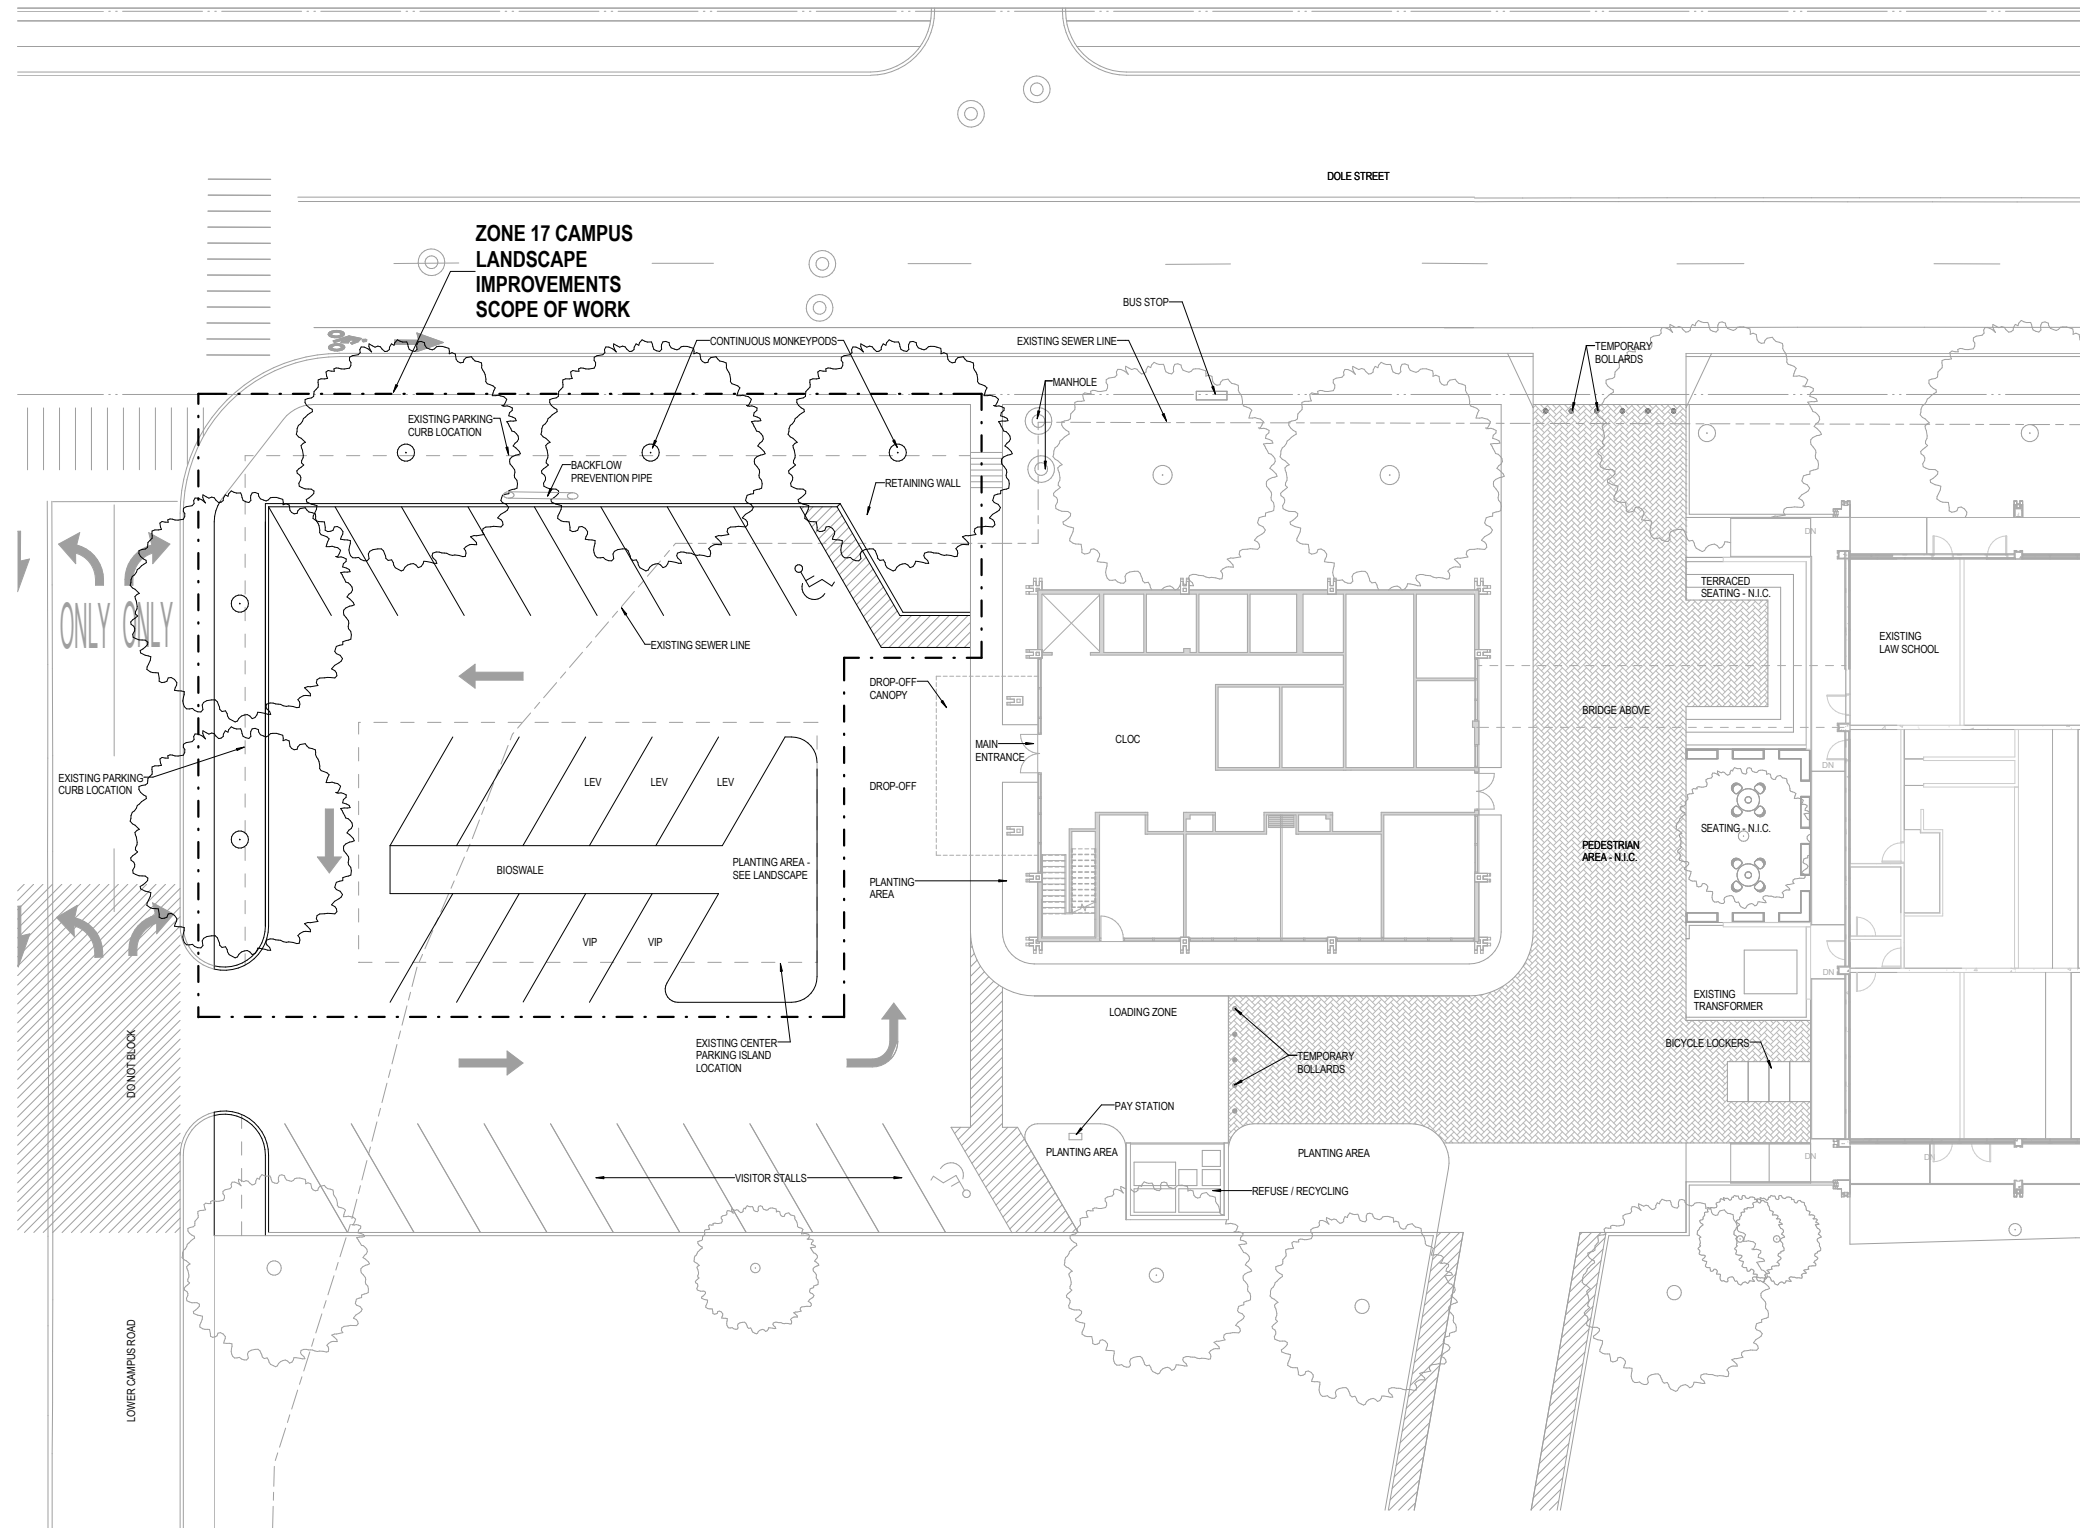 DOLE STREET
ZONE 17 CAMPUS
LANDSCAPE
IMPROVEMENTS
SCOPE OF WORK
BUS STOP
CONTINUOUS MONKEYPODS
EXISTING SEWER LINE
TEMPORARY
BOLLARDS
MANHOLE
EXISTING PARKING
CURB LOCATION
BACKFLOW
PREVENTION PIPE
RETAINING WALL
DN
TERRACED
SEATING - N.I.C.
ONLY
ONLY
EXISTING SEWER LINE
EXISTING
LAW SCHOOL
DROP-OFF
CANOPY
BRIDGE ABOVE
MAIN
ENTRANCE
CLOC
DN
EXISTING PARKING
CURB LOCATION
LEV
LEV
LEV
DROP-OFF
SEATING - N.I.C.
PEDESTRIAN
AREA - N.I.C.
BIOSWALE
PLANTING AREA -
SEE LANDSCAPE
PLANTING
AREA
VIP
VIP
DN
EXISTING
TRANSFORMER
LOADING ZONE
DO NOT BLOCK
EXISTING CENTER
PARKING ISLAND
LOCATION
BICYCLE LOCKERS
TEMPORARY
BOLLARDS
PAY STATION
PLANTING AREA
PLANTING AREA
DN
DN
VISITOR STALLS
REFUSE / RECYCLING
LOWER CAMPUS ROAD